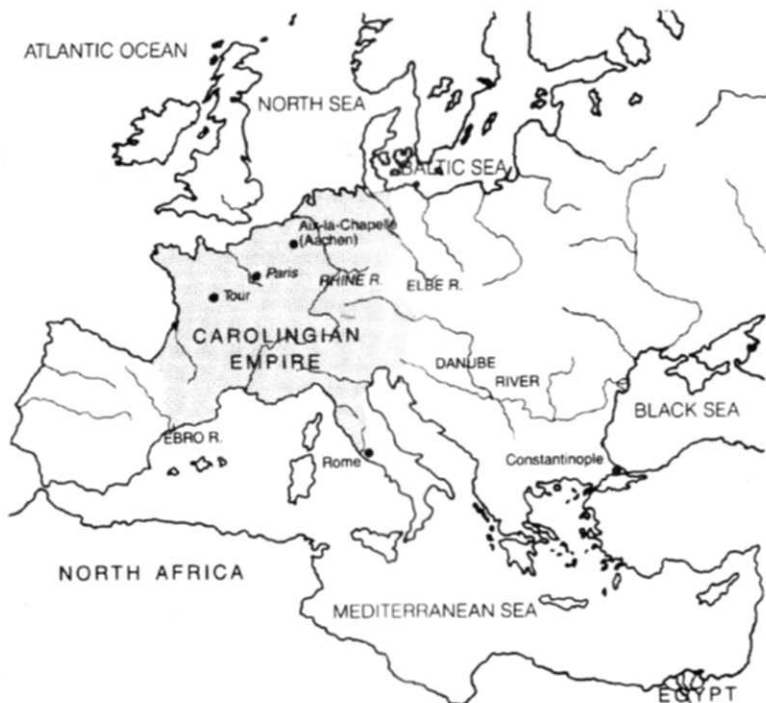 ATLANTIC OCEAN
NORTH SEA
BALTIC SEA
Aix-la-Chapelle
(Aachen)
Paris
RHINE R.
ELBE R.
Tour
CAROLINGIAN
EMPIRE
DANUBE
RIVER
BLACK SEA
EBRO R.
Rome
Constantinople
NORTH AFRICA
MEDITERRANEAN SEA
EGYPT